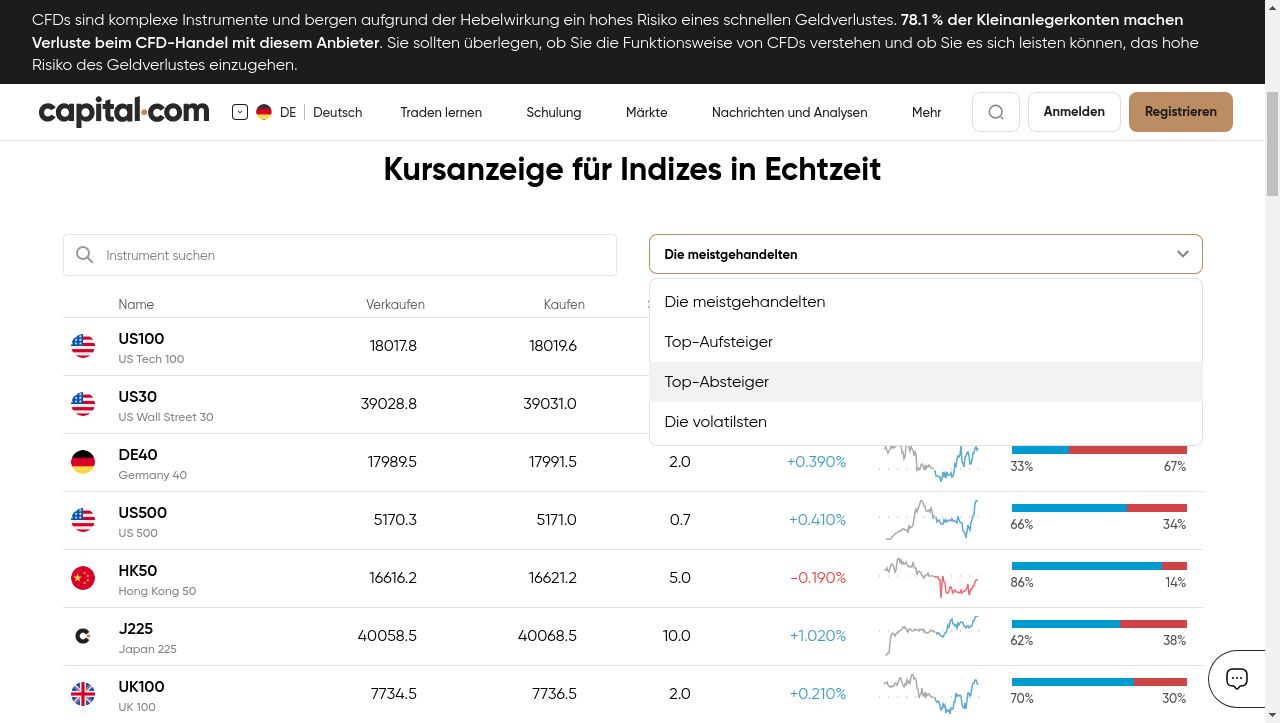 CFDs sind komplexe Instrumente und bergen aufgrund der Hebelwirkung ein hohes Risiko eines schnellen Geldverlustes. 78.1 % der Kleinanlegerkonten machen
Verluste beim CFD-Handel mit diesem Anbieter. Sie sollten überlegen, ob Sie die Funktionsweise von CFDs verstehen und ob Sie es sich leisten können, das hohe
Risiko des Geldverlustes einzugehen.
capital.com DE Deutsch Traden lernen Schulung Märkte Nachrichten und Analysen Mehr Anmelden Registrieren
Kursanzeige für Indizes in Echtzeit
Instrument suchen Die meistgehandelten
Name Verkaufen Kaufen
Die meistgehandelten
Top-Aufsteiger
Top-Absteiger
Die volatilsten
US100 18017.8 18019.6
US Tech 100
US30 39028.8 39031.0
US Wall Street 30
DE40 17989.5 17991.5 2.0 +0.390% 33% 67%
Germany 40
US500 5170.3 5171.0 0.7 +0.410% 66% 34%
US 500
HK50 16616.2 16621.2 5.0 -0.190% 86% 14%
Hong Kong 50
J225 40058.5 40068.5 10.0 +1.020% 62% 38%
Japan 225
UK100 7734.5 7736.5 2.0 +0.210% 70% 30%
UK 100